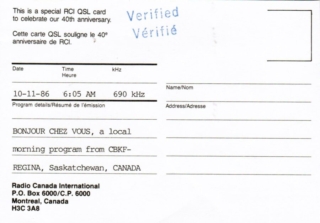 This is a special RCI QSL card
to celebrate our 40th anniversary.
Cette carte QSL souligne le 40e
anniversaire de RCI.
Verified
Vérifié
Date Time Heure kHz
10-11-86 6:05 AM 690 kHz
Program details/Résumé de l'émission
BONJOUR CHEZ VOUS, a local
morning program from CBKF-
REGINA, Saskatchewan, CANADA
Radio Canada International
P.O. Box 6000/C.P. 6000
Montreal, Canada
H3C 3A8
Name/Nom
Address/Adresse